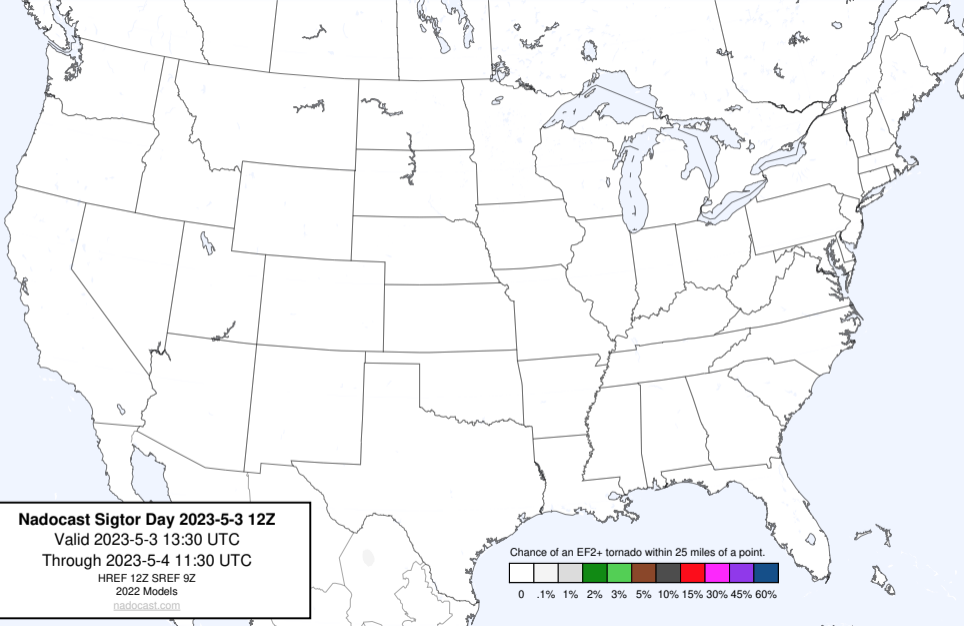 Nadocast Sigtor Day 2023-5-3 12Z
Valid 2023-5-3 13:30 UTC
Through 2023-5-4 11:30 UTC
HREF 12Z SREF 9Z
2022 Models
nadocast.com
Chance of an EF2+ tornado within 25 miles of a point.
0 .1% 1% 2% 3% 5% 10% 15% 30% 45% 60%